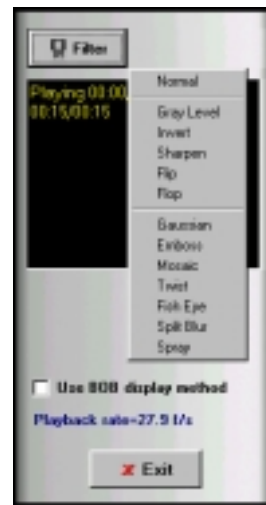 Filter
Playing 00:00,
00:15/00:15
Normal
Gray Level
Invert
Sharpen
Flip
Flop
Gaussian
Emboss
Mosaic
Twist
Fish Eye
Split Blur
Spray
Use BOB display method
Playback rate=27.9 f/s
Exit